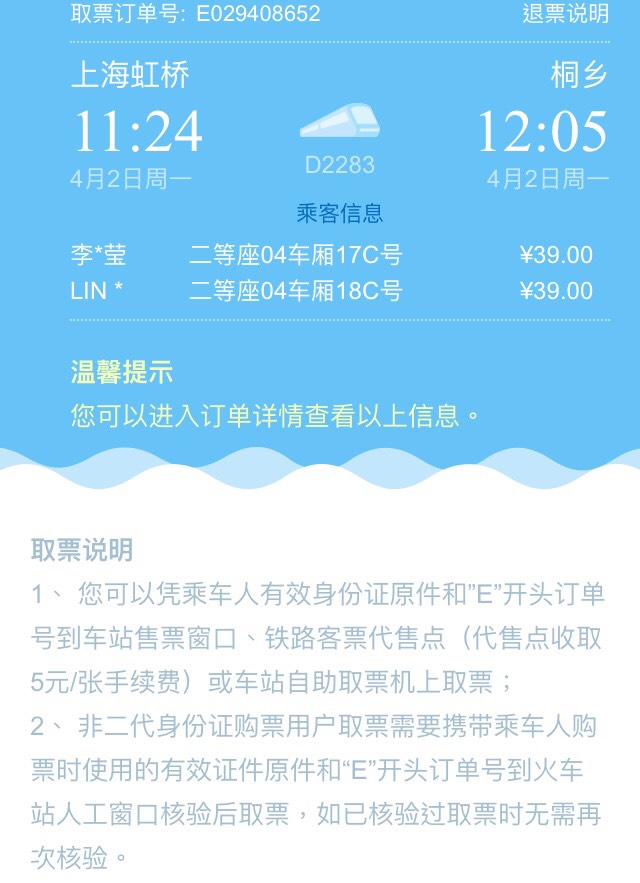 取票订单号: E029408652 退票说明
上海虹桥 桐乡
11:24 12:05
D2283
4月2日周一 4月2日周一
乘客信息
李*莹 二等座04车厢17C号 ¥39.00
LIN * 二等座04车厢18C号 ¥39.00
温馨提示
您可以进入订单详情查看以上信息。
取票说明
1、 您可以凭乘车人有效身份证原件和”E”开头订单
号到车站售票窗口、铁路客票代售点（代售点收取
5元/张手续费）或车站自助取票机上取票；
2、 非二代身份证购票用户取票需要携带乘车人购
票时使用的有效证件原件和“E”开头订单号到火车
站人工窗口核验后取票，如已核验过取票时无需再
次核验。